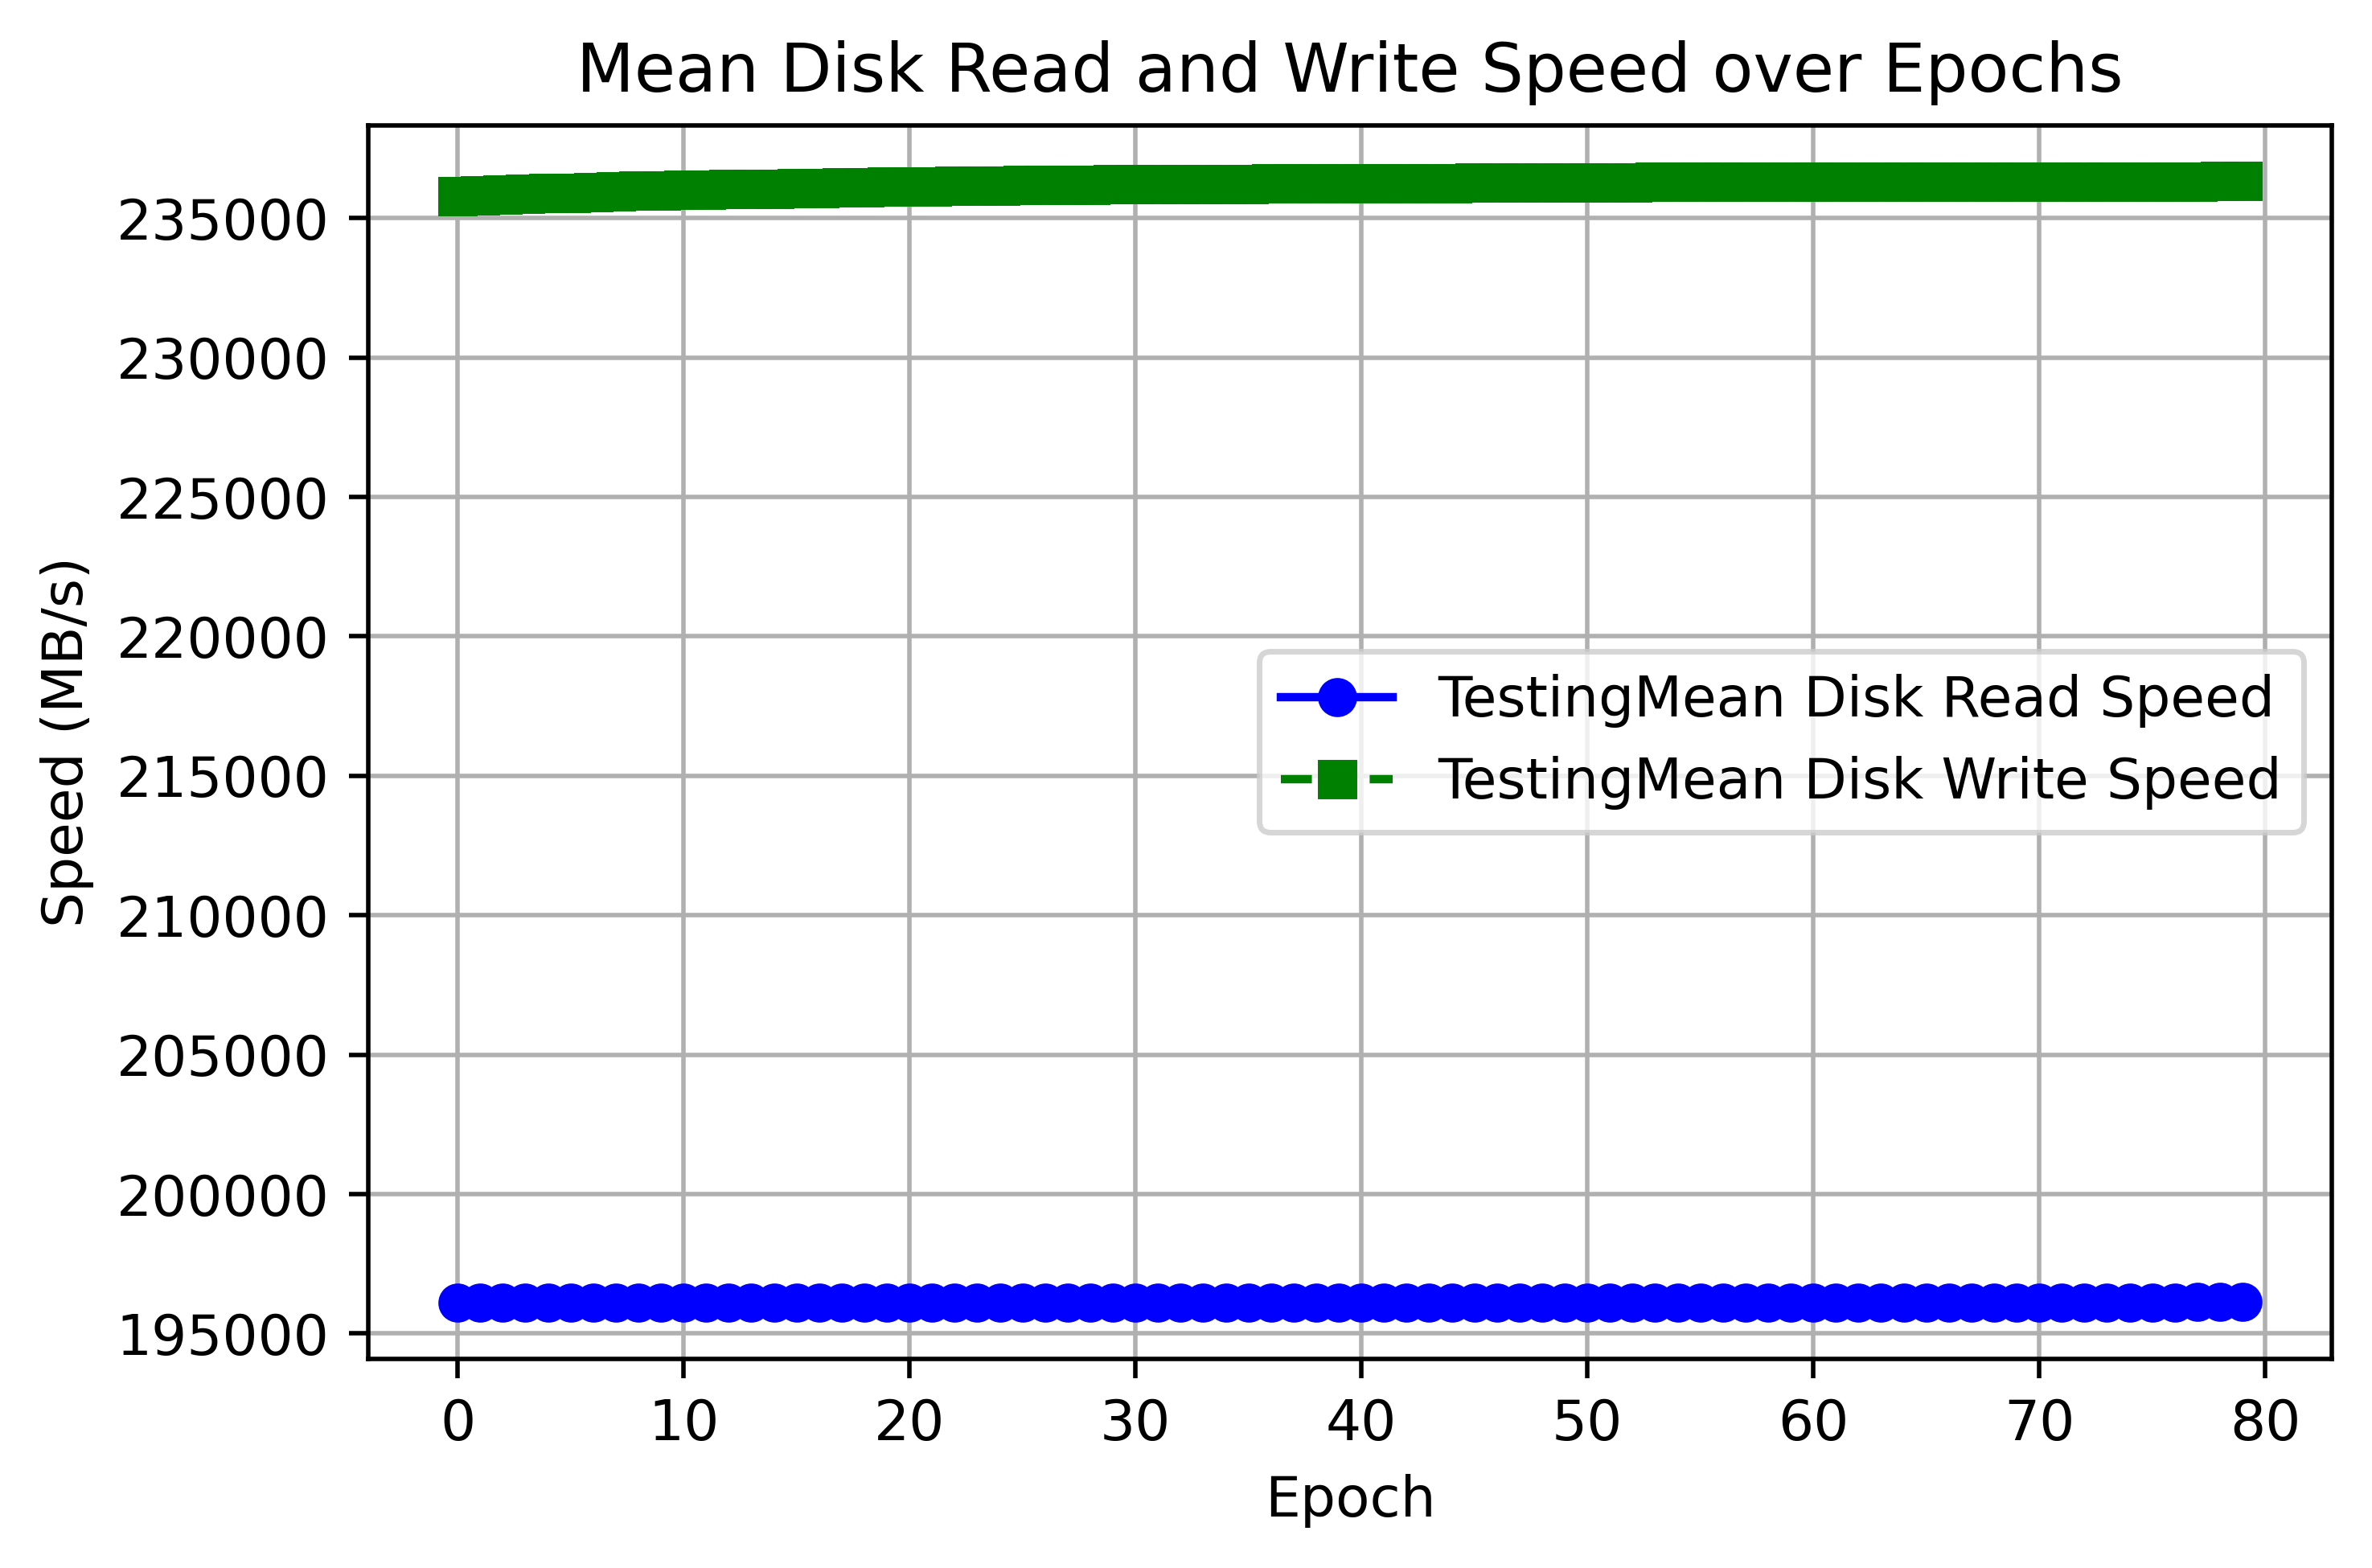 Mean Disk Read and Write Speed over Epochs
235000
230000
225000
220000
215000
210000
205000
200000
195000
Speed (MB/s)
TestingMean Disk Read Speed
TestingMean Disk Write Speed
0 10 20 30 40 50 60 70 80
Epoch